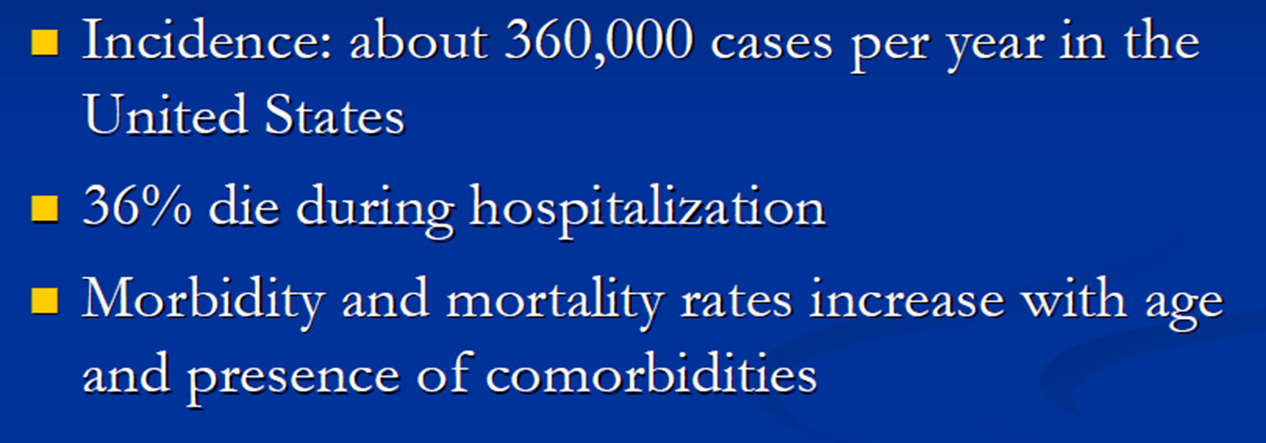 Incidence: about 360,000 cases per year in the
United States
36% die during hospitalization
Morbidity and mortality rates increase with age
and presence of comorbidities